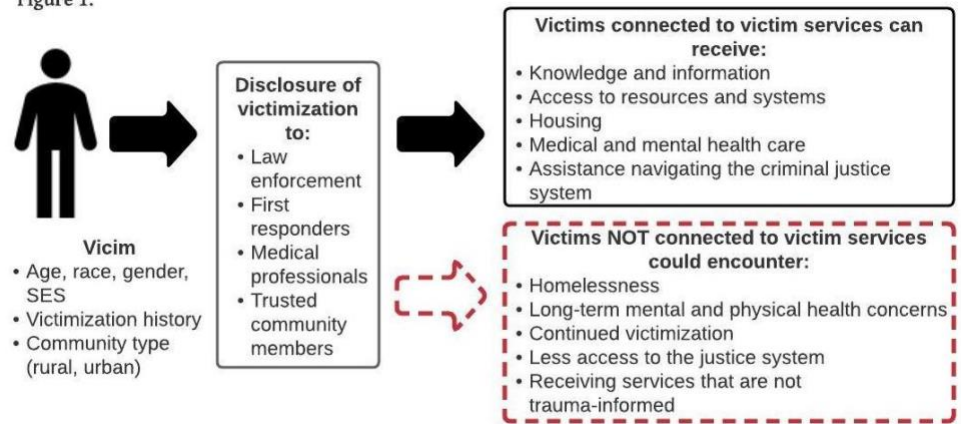 Figure 1.
Vicim
• Age, race, gender,
SES
• Victimization history
• Community type
(rural, urban)
Disclosure of
victimization
to:
• Law
enforcement
• First
responders
• Medical
professionals
• Trusted
community
members
Victims connected to victim services can
receive:
• Knowledge and information
• Access to resources and systems
• Housing
• Medical and mental health care
• Assistance navigating the criminal justice
system
Victims NOT connected to victim services
could encounter:
• Homelessness
• Long-term mental and physical health concerns
• Continued victimization
• Less access to the justice system
• Receiving services that are not
trauma-informed